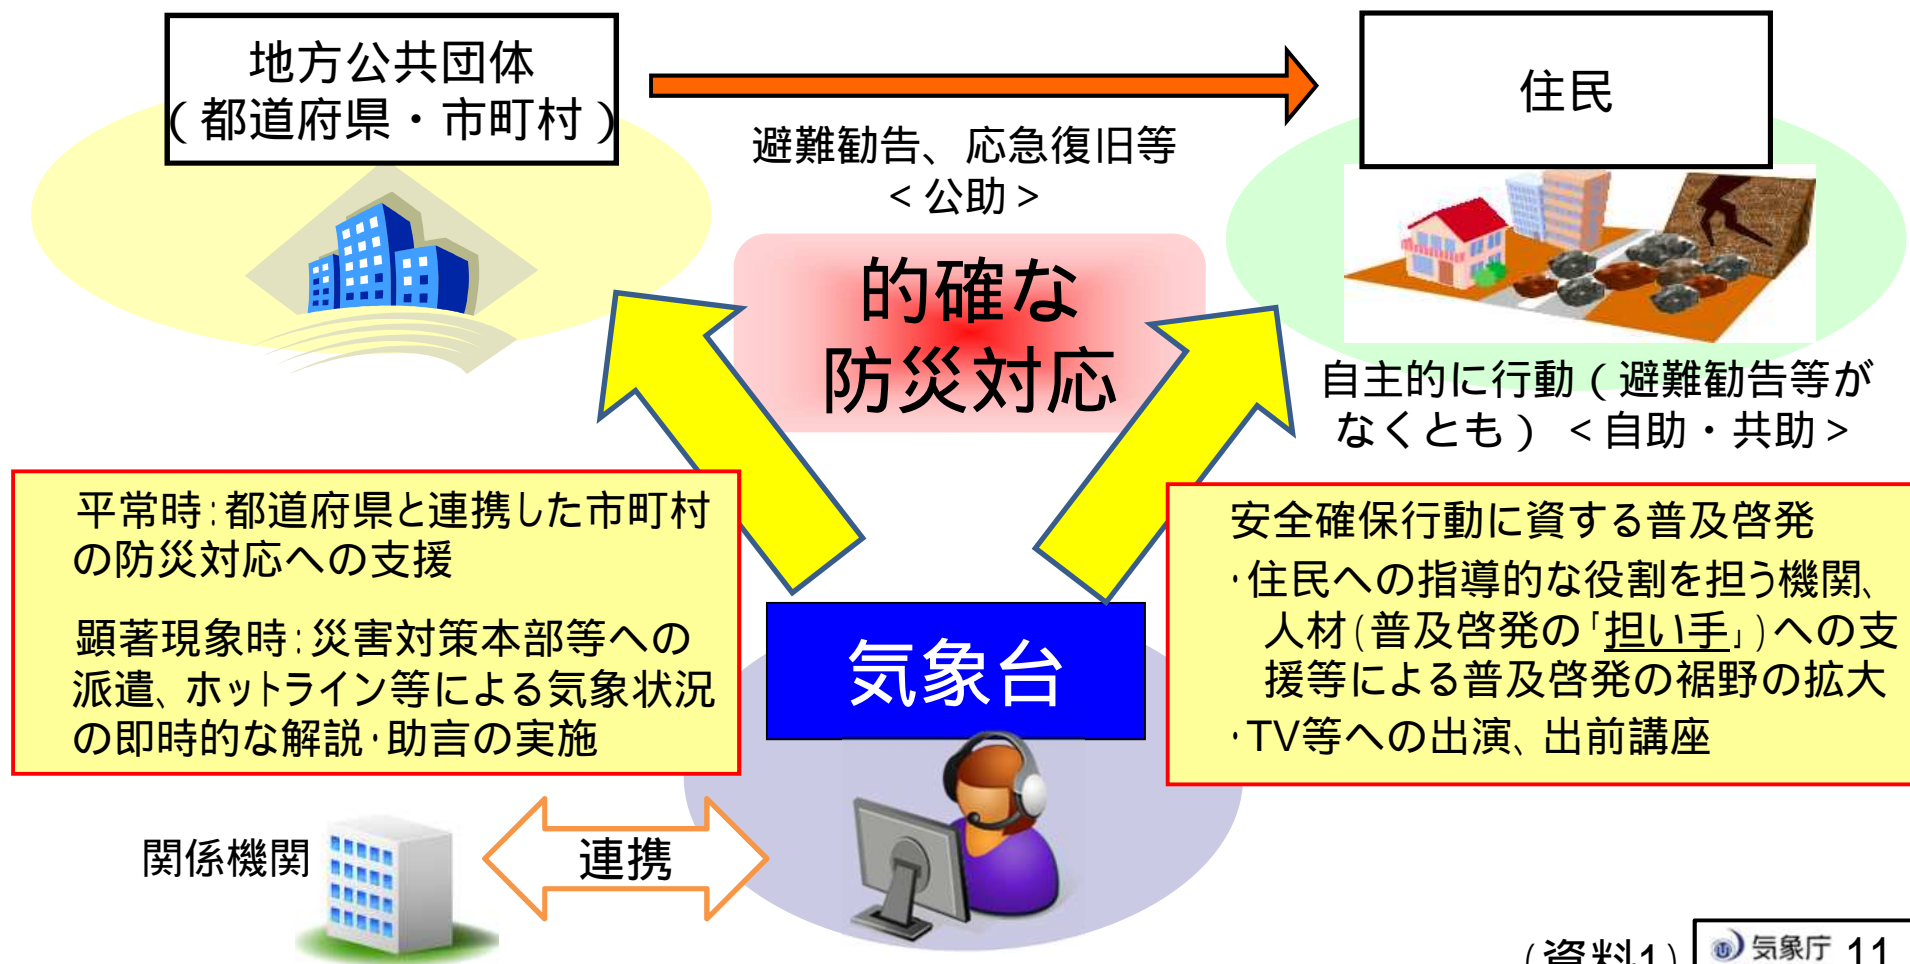 地方公共団体
(都道府県・市町村)
住民
避難勧告、応急復旧等
<公助>
的確な
防災対応
自主的に行動(避難勧告等が
なくとも) <自助・共助>
平常時:都道府県と連携した市町村
の防災対応への支援
顕著現象時:災害対策本部等への
派遣、ホットライン等による気象状況
の即時的な解説・助言の実施
安全確保行動に資する普及啓発
・住民への指導的な役割を担う機関、
人材(普及啓発の「担い手」)への支
援等による普及啓発の裾野の拡大
・TV等への出演、出前講座
気象台
関係機関
連携
(資料1)
気象庁 11